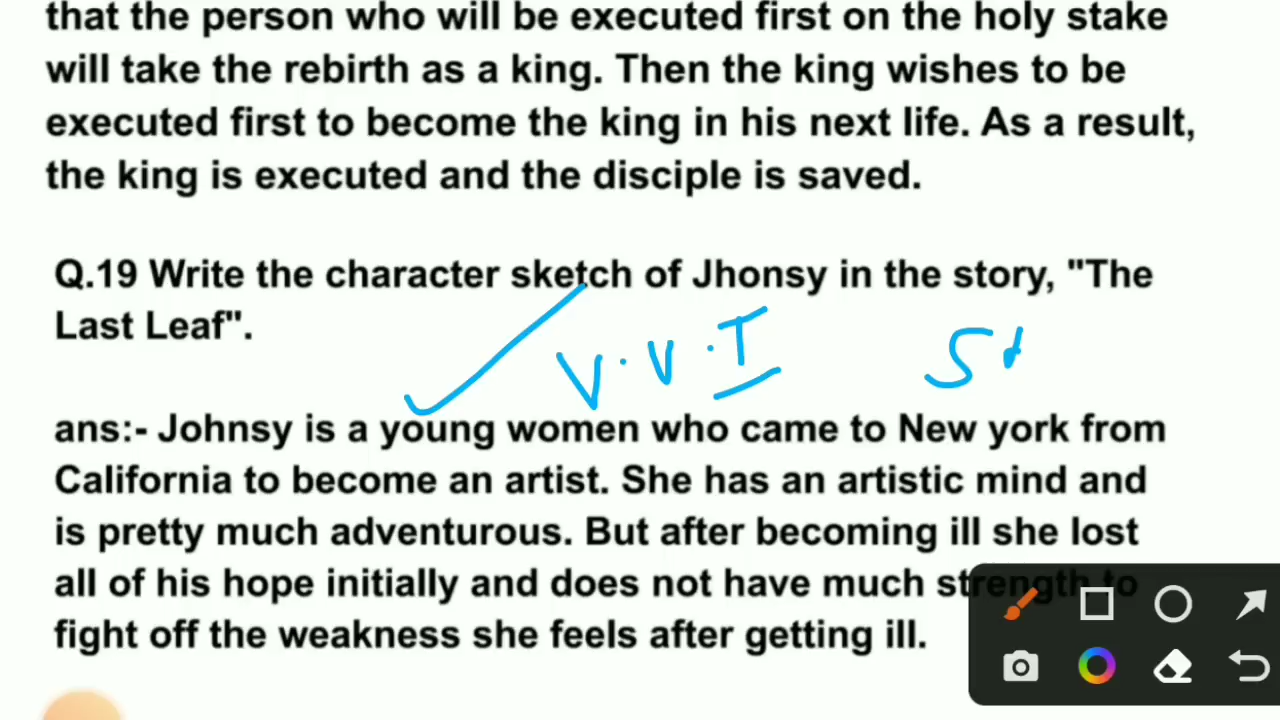 that the person who will be executed first on the holy stake
will take the rebirth as a king. Then the king wishes to be
executed first to become the king in his next life. As a result,
the king is executed and the disciple is saved.
Q.19 Write the character sketch of Jhonsy in the story, "The
Last Leaf".
V.V.I
ans:- Johnsy is a young women who came to New york from
California to become an artist. She has an artistic mind and
is pretty much adventurous. But after becoming ill she lost
all of his hope initially and does not have much strength to
fight off the weakness she feels after getting ill.